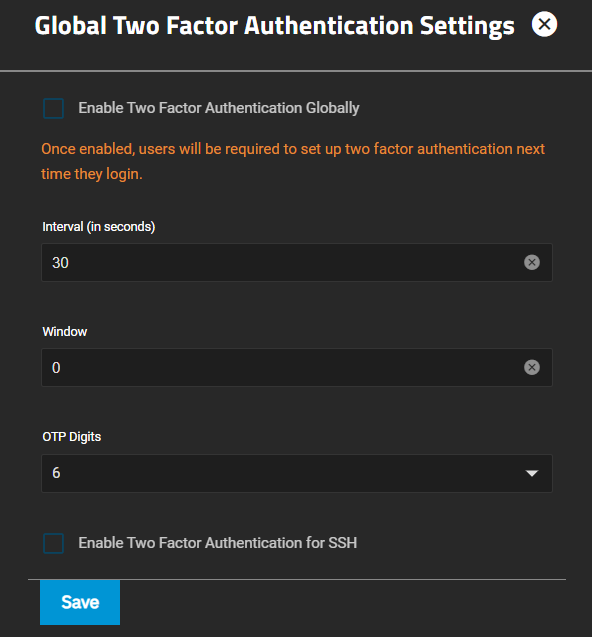 Global Two Factor Authentication Settings
Enable Two Factor Authentication Globally
Once enabled, users will be required to set up two factor authentication next
time they login.
Interval (in seconds)
30
Window
0
OTP Digits
6
Enable Two Factor Authentication for SSH
Save